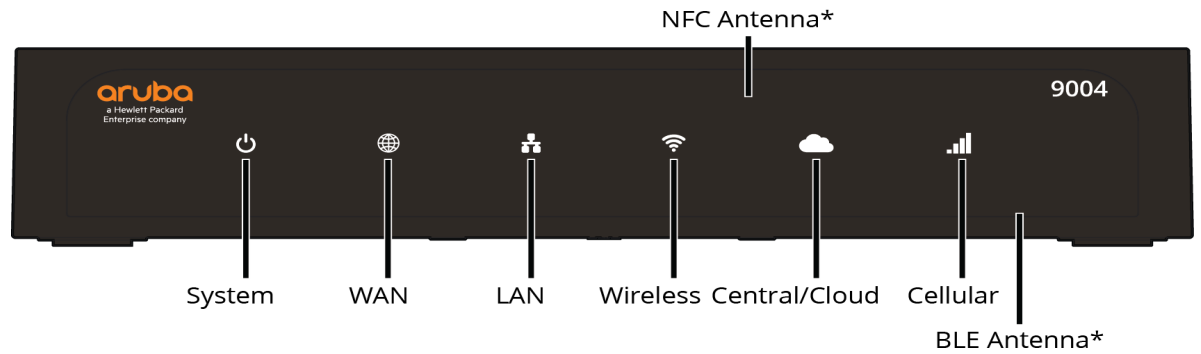 NFC Antenna*
aruba
a Hewlett Packard
Enterprise company
9004
System
WAN
LAN
Wireless
Central/Cloud
Cellular
BLE Antenna*